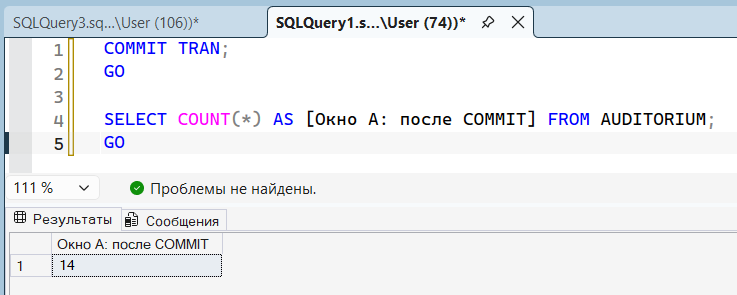 SQLQuery3.sq...\User (106))*
SQLQuery1.s...\User (74))*
1 COMMIT TRAN;
2 GO
3
4 SELECT COUNT(*) AS [Окно A: после COMMIT] FROM AUDITORIUM;
5 GO
111 %
Проблемы не найдены.
Результаты
Сообщения
Окно A: после COMMIT
1 14